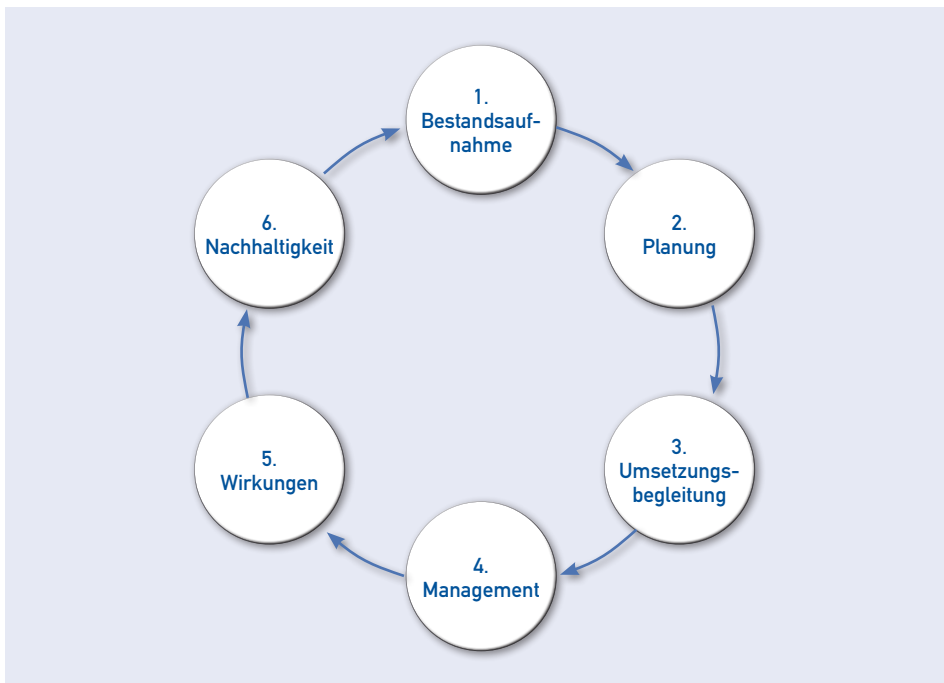 1.
Bestandsauf-
nahme
2.
Planung
3.
Umsetzungs-
begleitung
4.
Management
5.
Wirkungen
6.
Nachhaltigkeit